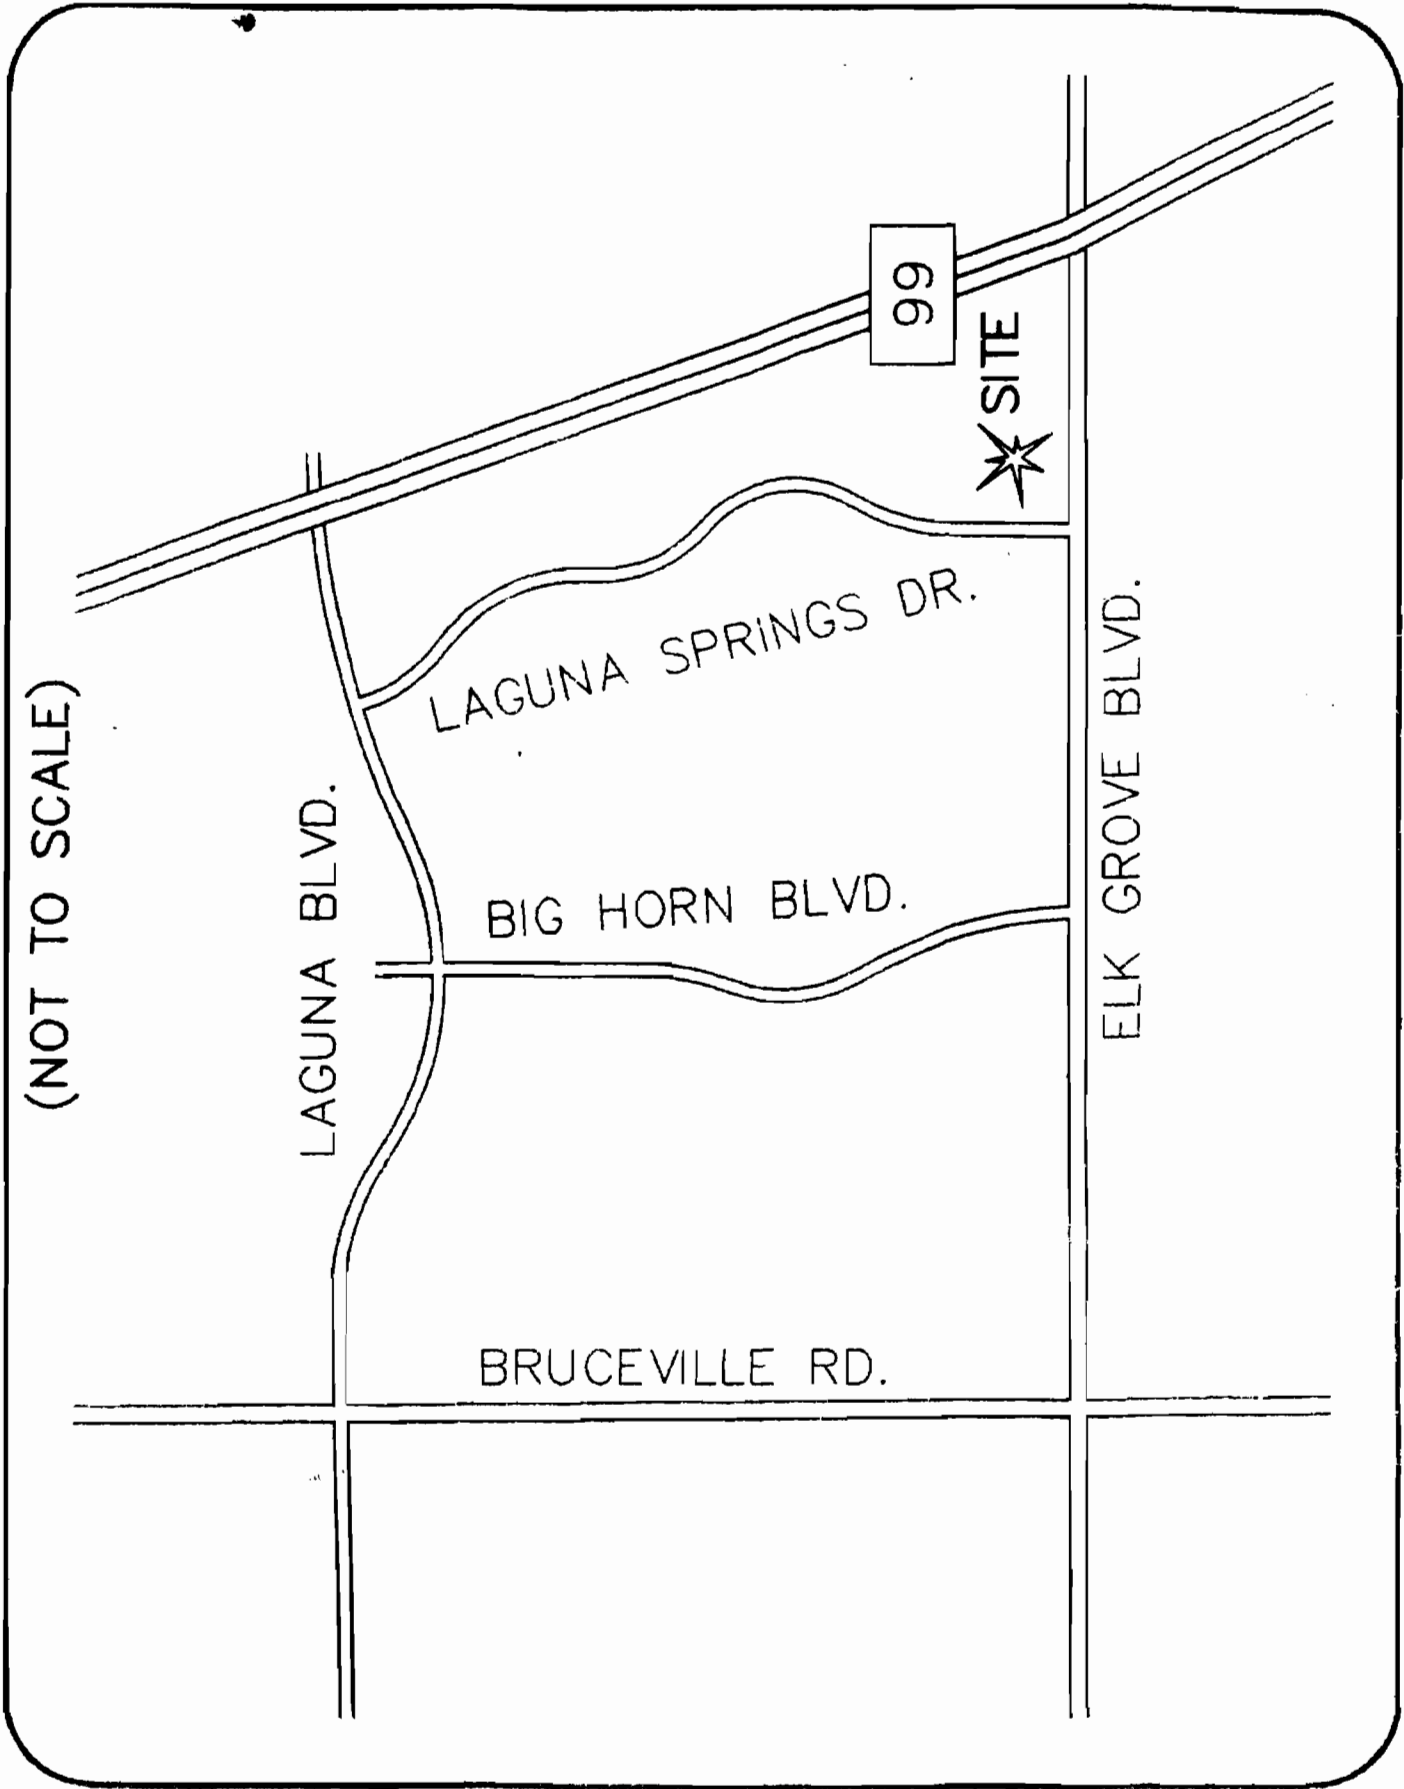 (NOT TO SCALE)
LAGUNA BLVD.
BIG HORN BLVD.
LAGUNA SPRINGS DR.
BRUCEVILLE RD.
99
SITE
ELK GROVE BLVD.